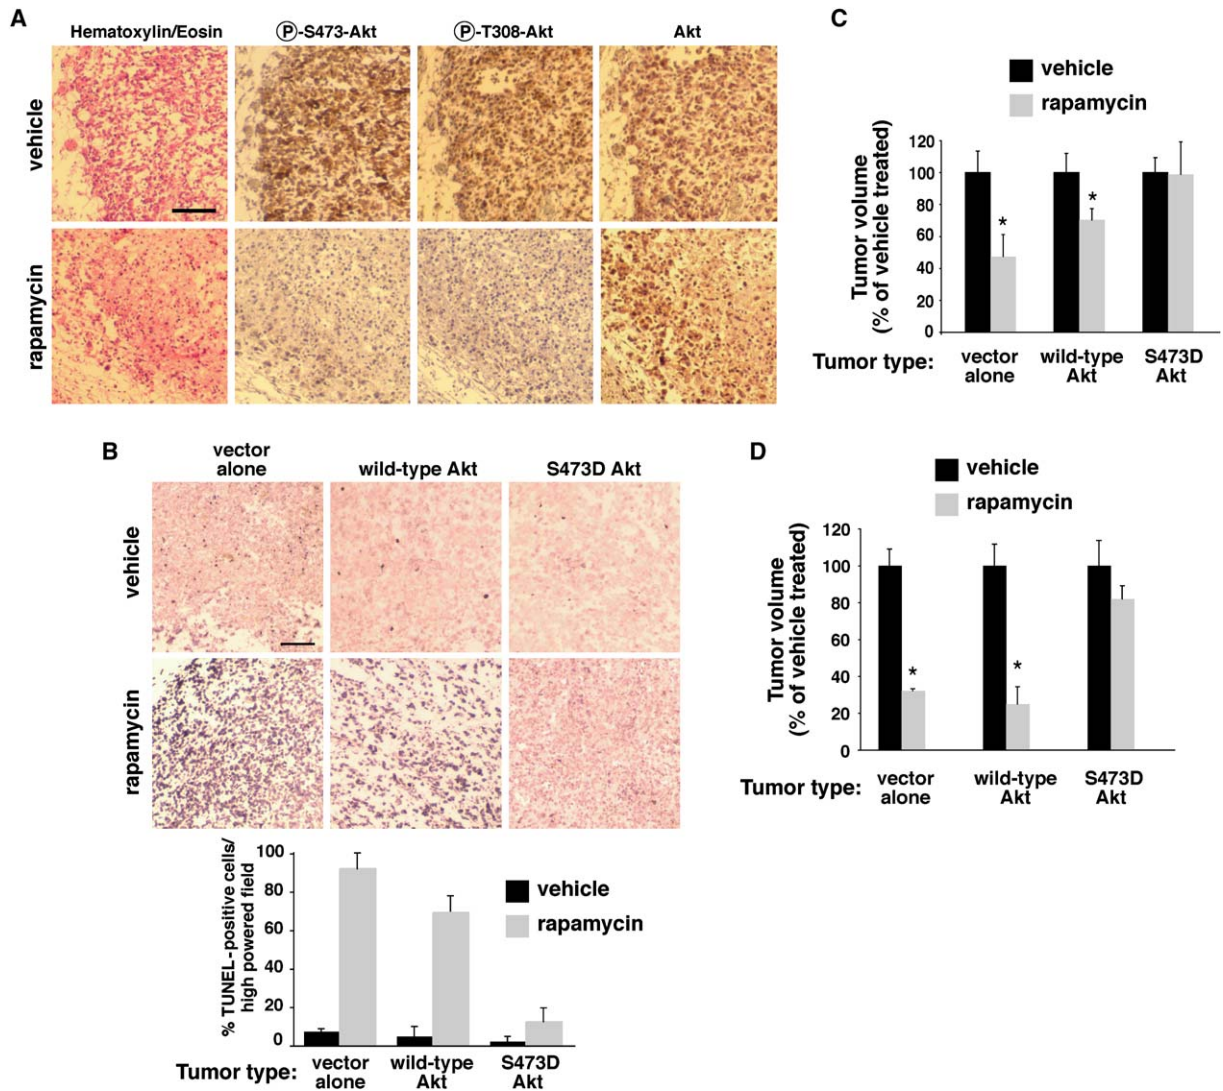 A
Hematoxylin/Eosin
Ⓟ-S473-Akt
Ⓟ-T308-Akt
Akt
vehicle
rapamycin
B
vector
alone
wild-type Akt
S473D Akt
vehicle
rapamycin
% TUNEL-positive cells/
high powered field
100
80
60
40
20
0
vehicle
rapamycin
Tumor type:
vector
alone
wild-type
Akt
S473D
Akt
C
vehicle
rapamycin
Tumor volume
(% of vehicle treated)
120
100
80
60
40
20
0
*
*
Tumor type:
vector
alone
wild-type
Akt
S473D
Akt
D
vehicle
rapamycin
Tumor volume
(% of vehicle treated)
120
100
80
60
40
20
0
*
*
Tumor type:
vector
alone
wild-type
Akt
S473D
Akt